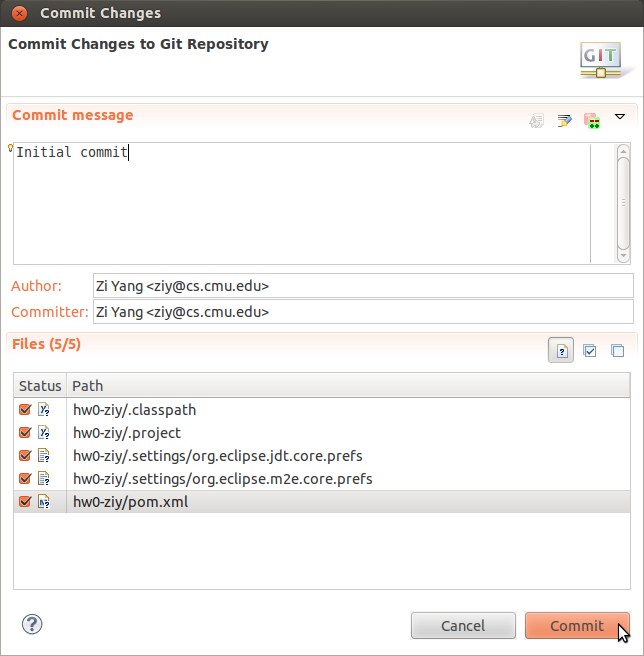 Commit Changes
Commit Changes to Git Repository
GIT
Commit message
Initial commit
Author: Zi Yang <ziy@cs.cmu.edu>
Committer: Zi Yang <ziy@cs.cmu.edu>
Files (5/5)
Status Path
hw0-ziy/.classpath
hw0-ziy/.project
hw0-ziy/.settings/org.eclipse.jdt.core.prefs
hw0-ziy/.settings/org.eclipse.m2e.core.prefs
hw0-ziy/pom.xml
Cancel Commit